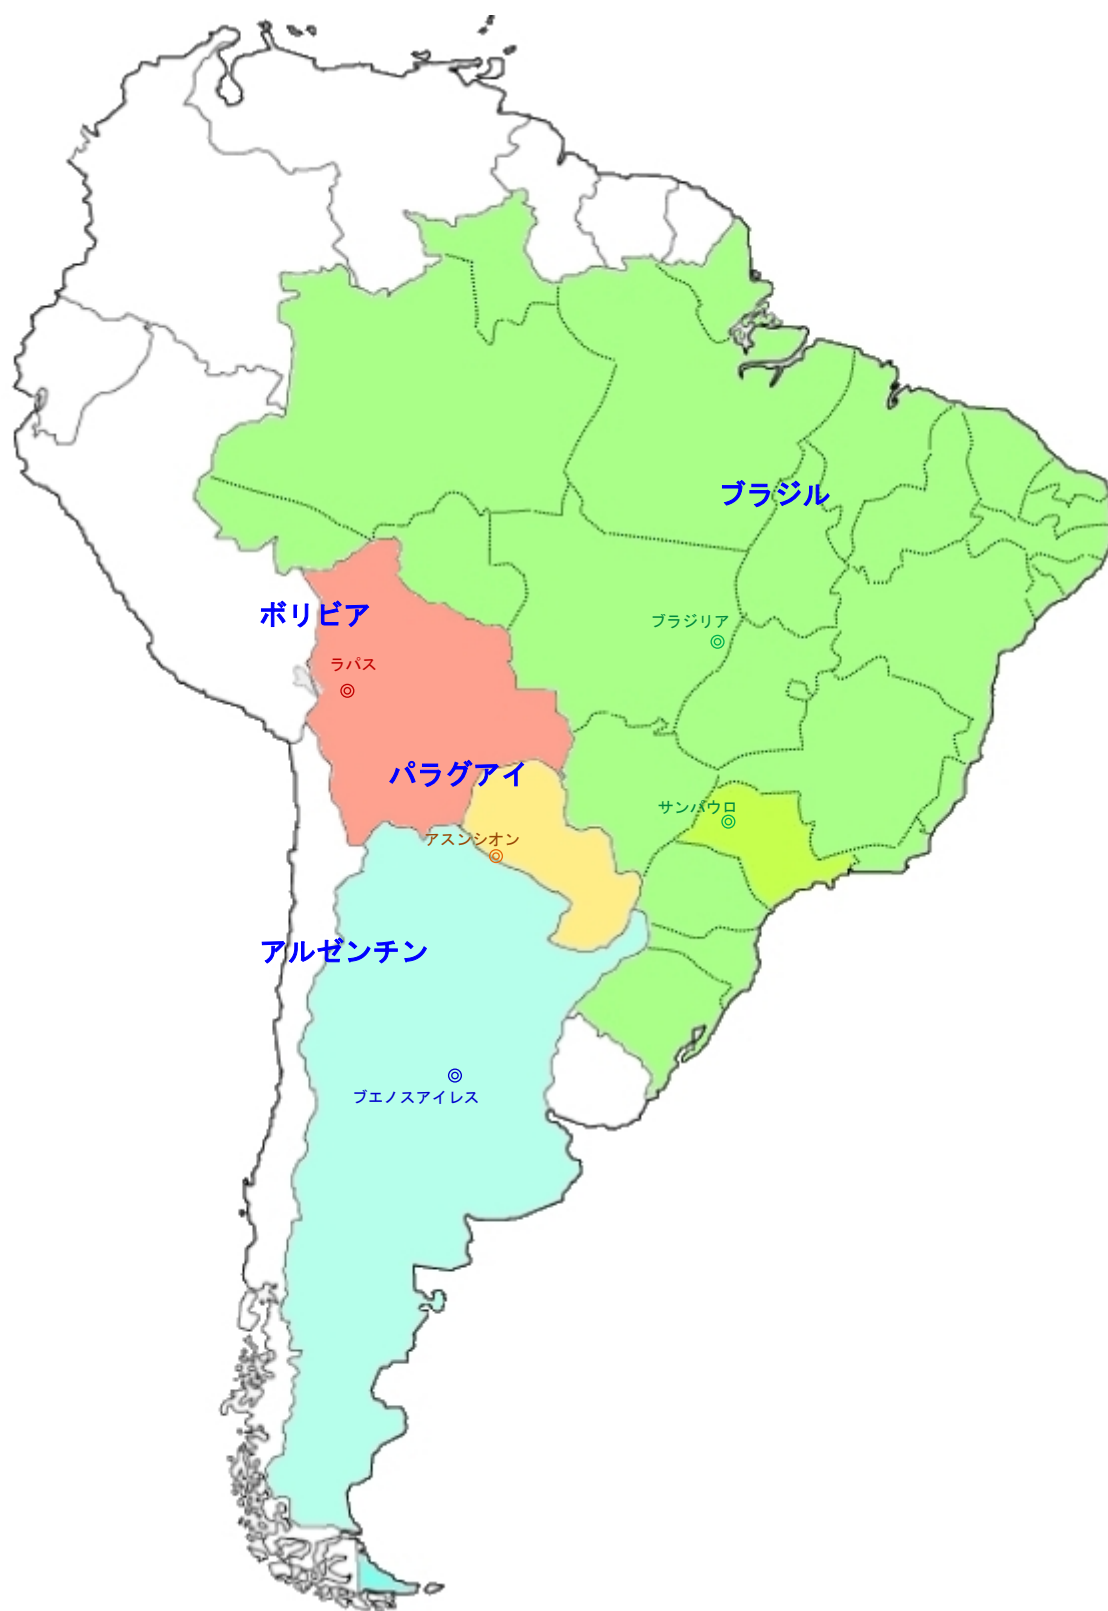 ブラジル
ボリビア
ブラジリア
ラパス
パラグアイ
サンパウロ
アスンシオン
アルゼンチン
ブエノスアイレス